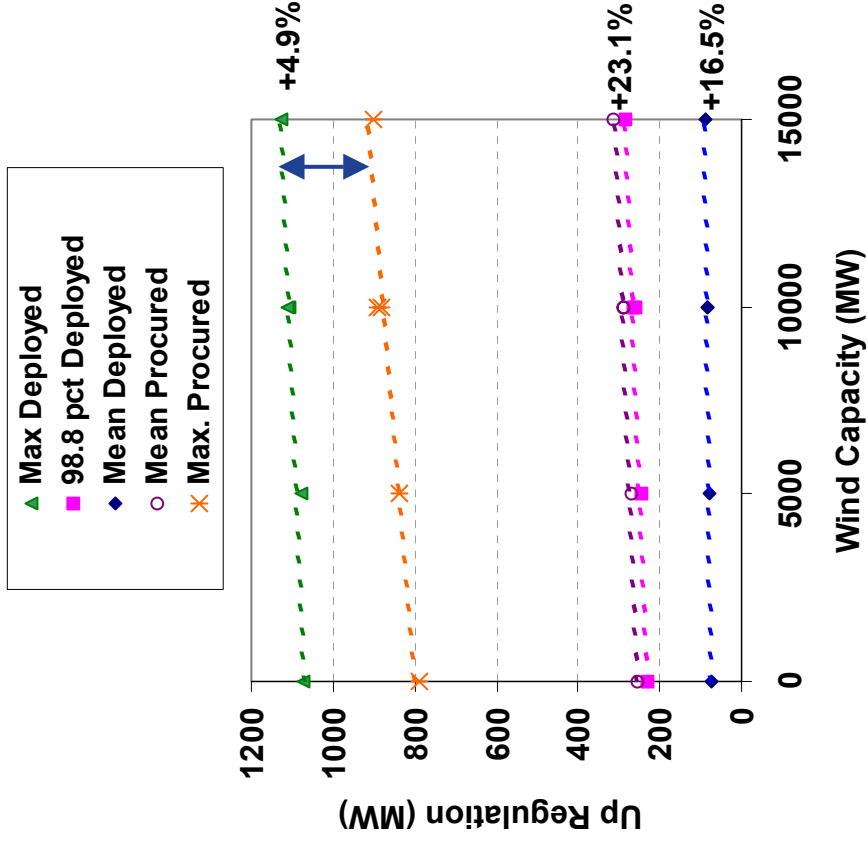 Max Deployed
98.8 pct Deployed
Mean Deployed
Mean Procured
Max. Procured
1200
1000
800
600
400
200
0
0
5000
10000
15000
Up Regulation (MW)
Wind Capacity (MW)
+4.9%
+23.1%
+16.5%